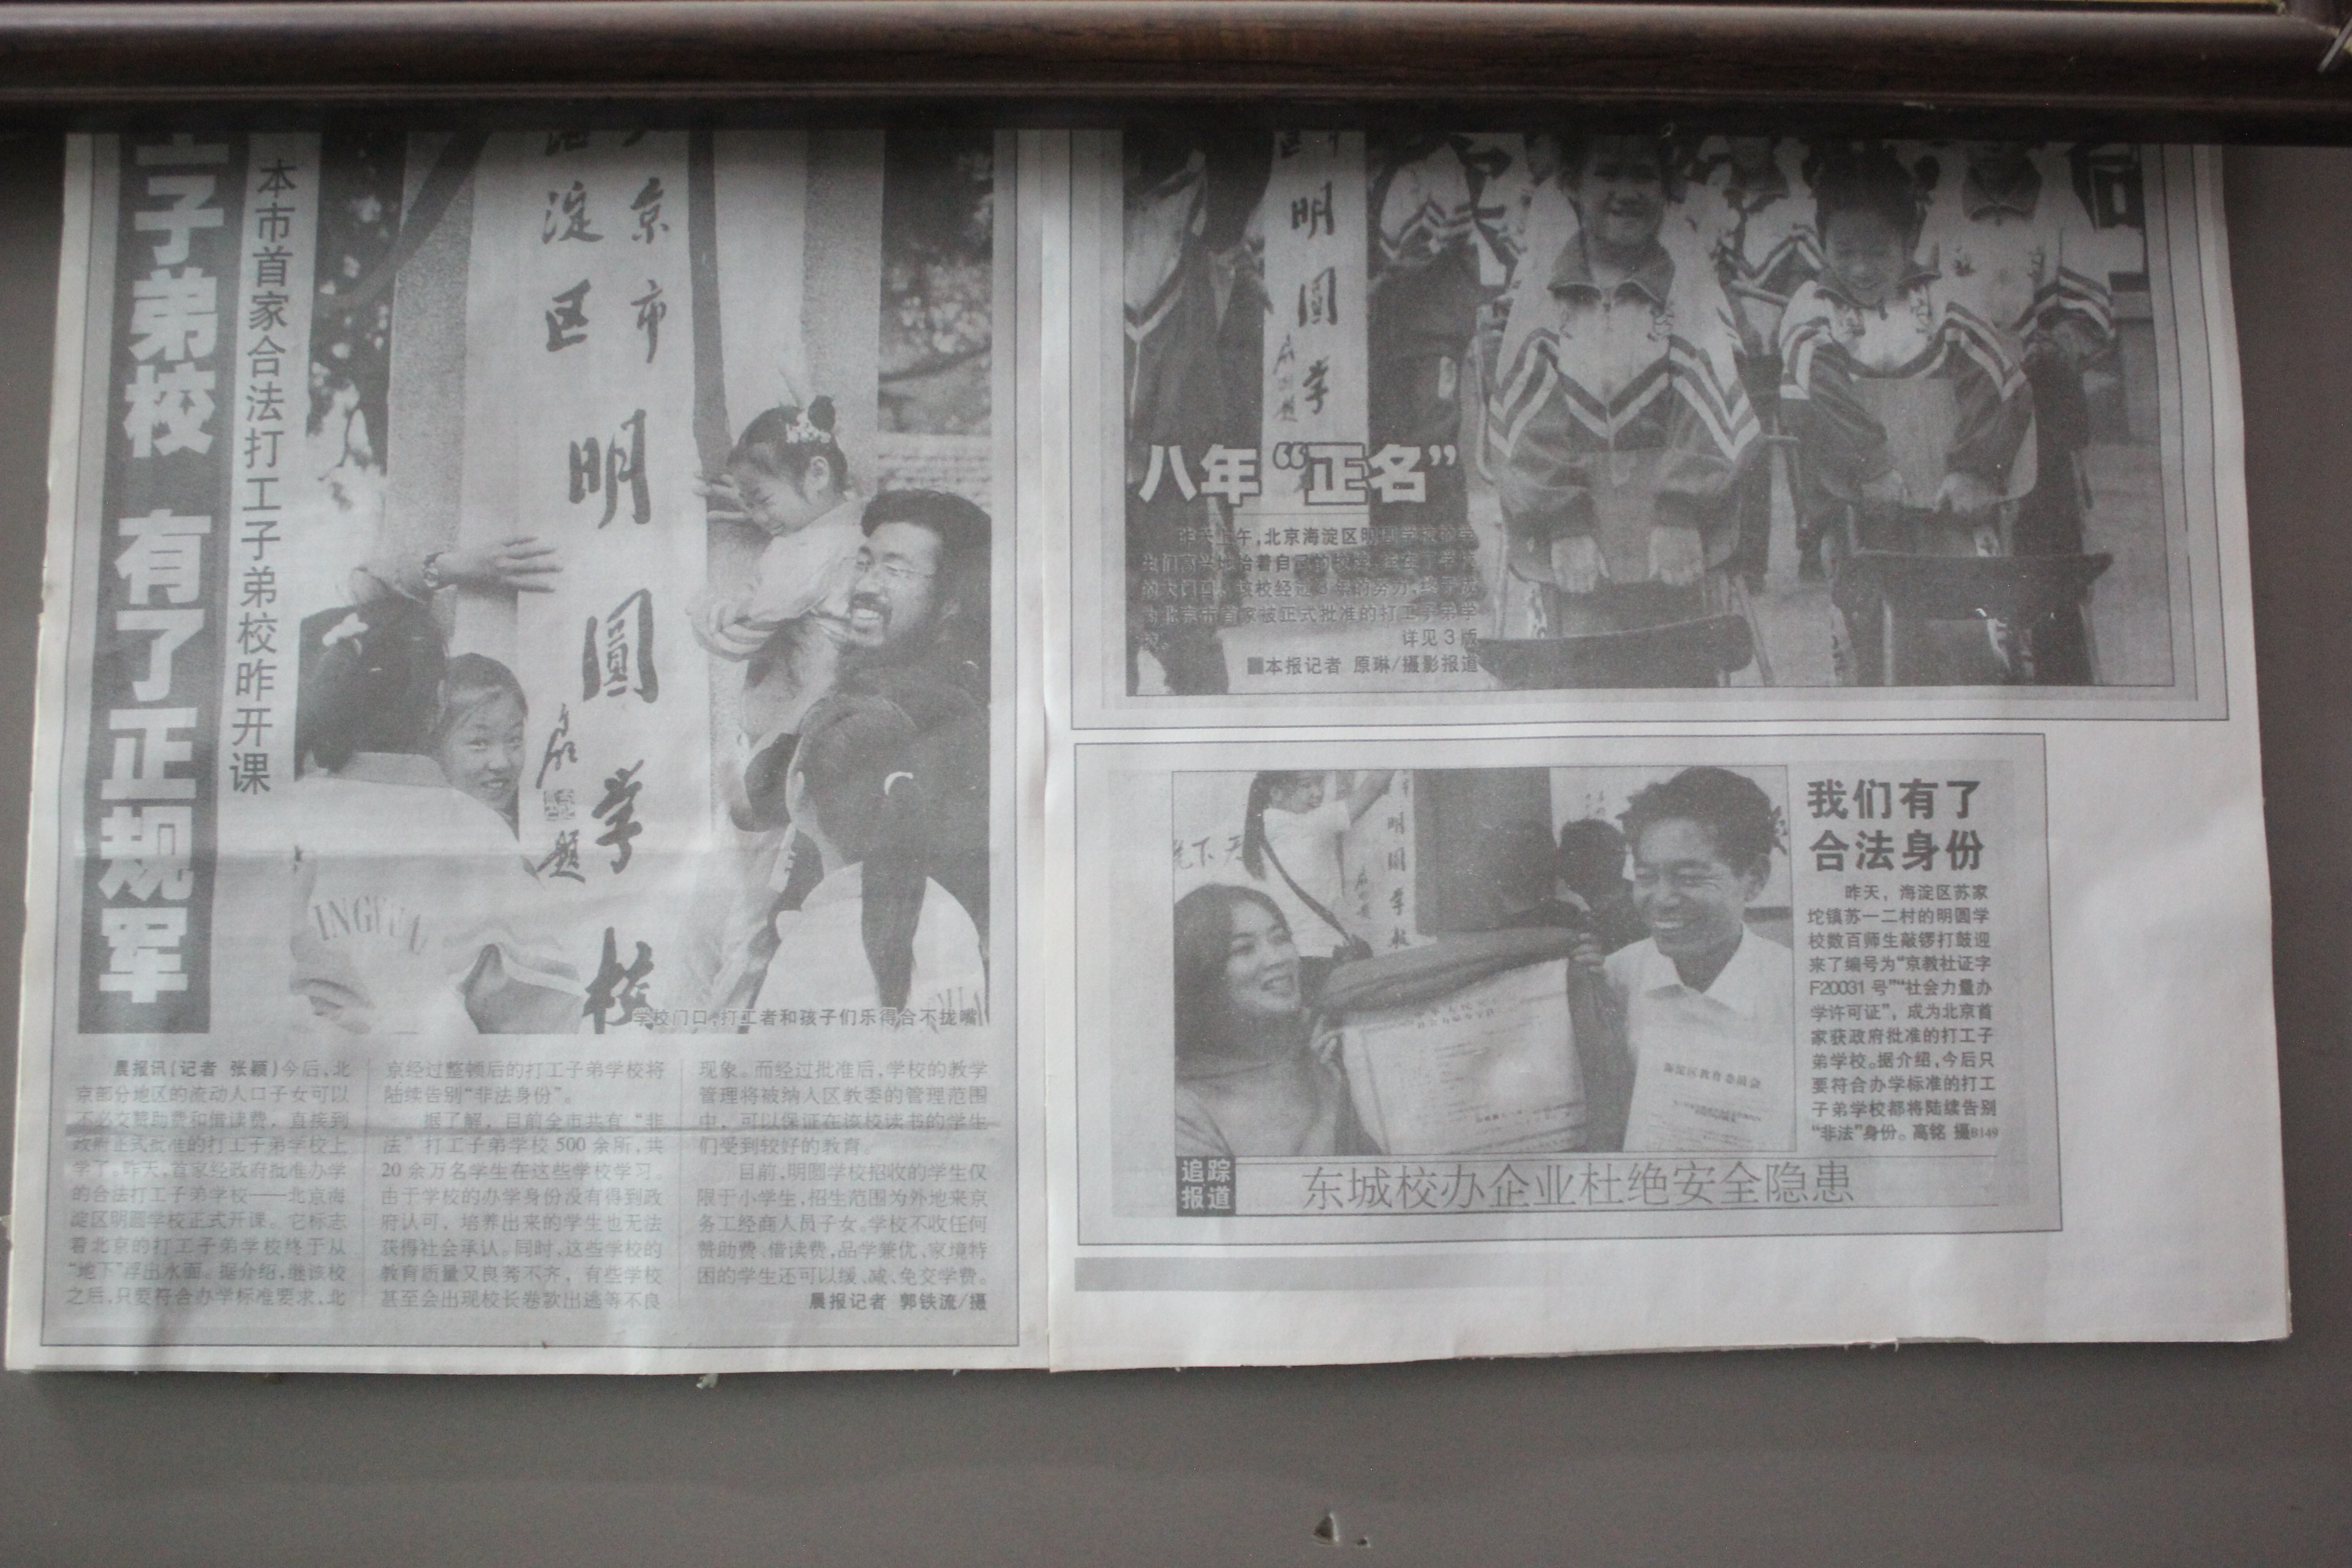 子弟校 有了正规军
本市首家合法打工子弟校昨开课
京市
淀区
明圆学校
题
学校门口,打工者和孩子们乐得合不拢嘴
晨报讯(记者 张颖)今后,北
京部分地区的流动人口子女可以
不必交赞助费和借读费,直接到
政府正式批准的打工子弟学校上
学了。昨天,首家经政府批准办学
的合法打工子弟学校——北京海
淀区明圆学校正式开课。它标志
着北京的打工子弟学校终于从
“地下”浮出水面。据介绍,继该校
之后,只要符合办学标准要求,北
京经过整顿后的打工子弟学校将
陆续告别“非法身份”。
据了解,目前全市共有“非
法”打工子弟学校500余所,共
20余万名学生在这些学校学习。
由于学校的办学身份没有得到政
府认可,培养出来的学生也无法
获得社会承认。同时,这些学校的
教育质量又良莠不齐,有些学校
甚至会出现校长卷款出逃等不良
现象。而经过批准后,学校的教学
管理将被纳入区教委的管理范围
中,可以保证在该校读书的学生
们受到较好的教育。
目前,明圆学校招收的学生仅
限于小学生,招生范围为外地来京
务工经商人员子女。学校不收任何
赞助费、借读费,品学兼优、家境特
困的学生还可以缓、减、免交学费。
晨报记者 郭铁流/摄
明圆学
题
八年“正名”
昨天上午,北京海淀区明圆学校的学
生们高兴地抬着自己的校
的大门口。该校经过8年的努力,终于成
为北京市首家被正式批准的打工子弟学
校。
详见3版
■本报记者 原琳/摄影报道
明圆学校
海淀区教育委员会
我们有了
合法身份
昨天,海淀区苏家
坨镇苏一二村的明圆学
校数百师生敲锣打鼓迎
来了编号为“京教社证字
F20031号”“社会力量办
学许可证”,成为北京首
家获政府批准的打工子
弟学校。据介绍,今后只
要符合办学标准的打工
子弟学校都将陆续告别
“非法”身份。高铭 摄B149
追踪
报道
东城校办企业杜绝安全隐患